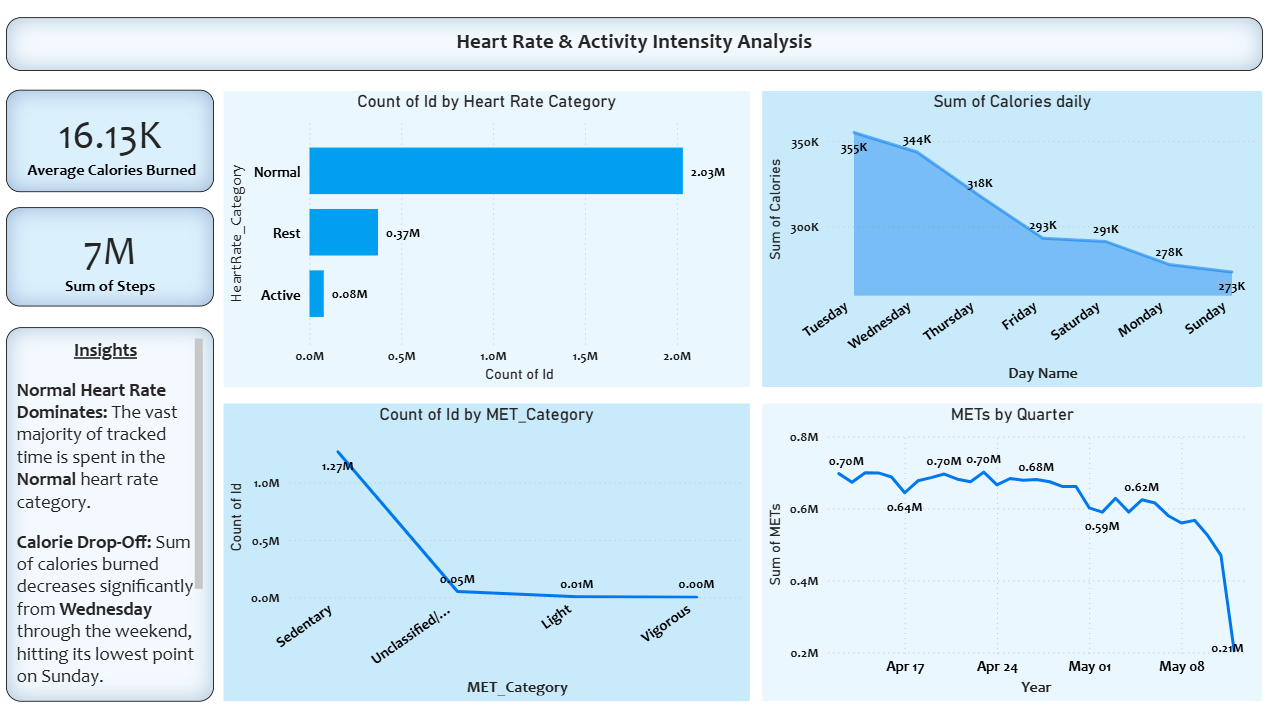 Heart Rate & Activity Intensity Analysis
16.13K
Average Calories Burned
7M
Sum of Steps
Insights
Normal Heart Rate
Dominates: The vast
majority of tracked
time is spent in the
Normal heart rate
category.
Calorie Drop-Off: Sum
of calories burned
decreases significantly
from Wednesday
through the weekend,
hitting its lowest point
on Sunday.
Count of Id by Heart Rate Category
HeartRate_Category
Normal
2.03M
Rest
0.37M
Active
0.08M
0.0M
0.5M
1.0M
1.5M
2.0M
Count of Id
Sum of Calories daily
Sum of Calories
350K
300K
355K
344K
318K
293K
291K
278K
273K
Tuesday
Wednesday
Thursday
Friday
Saturday
Monday
Sunday
Day Name
Count of Id by MET_Category
Count of Id
1.0M
0.5M
0.0M
1.27M
0.05M
0.01M
0.00M
Sedentary
Unclassified/...
Light
Vigorous
MET_Category
METs by Quarter
Sum of METs
0.8M
0.6M
0.4M
0.2M
0.70M
0.64M
0.70M
0.70M
0.68M
0.59M
0.62M
0.21M
Apr 17
Apr 24
May 01
May 08
Year